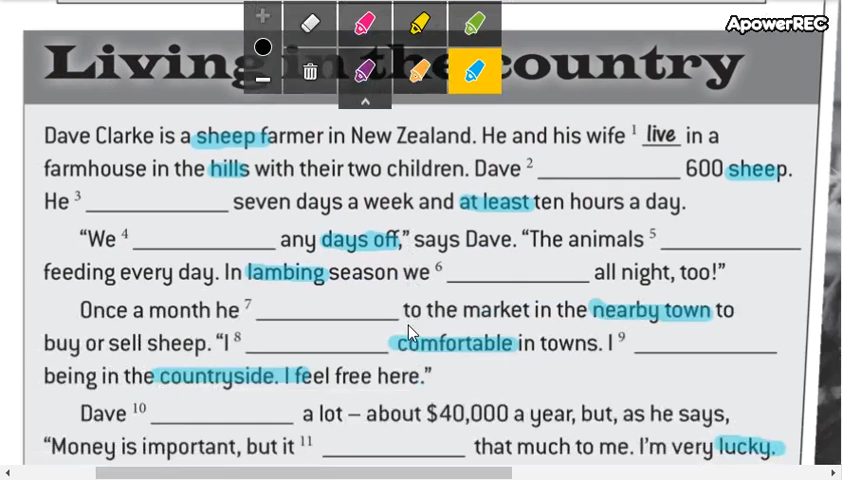 ApowerREC
Living in the country
Dave Clarke is a sheep farmer in New Zealand. He and his wife 1 live in a
farmhouse in the hills with their two children. Dave 2 ____________ 600 sheep.
He 3 ____________ seven days a week and at least ten hours a day.
“We 4 ____________ any days off,” says Dave. “The animals 5 ____________
feeding every day. In lambing season we 6 ____________ all night, too!”
Once a month he 7 ____________ to the market in the nearby town to
buy or sell sheep. “I 8 ____________ comfortable in towns. I 9 ____________
being in the countryside. I feel free here.”
Dave 10 ____________ a lot – about $40,000 a year, but, as he says,
“Money is important, but it 11 ____________ that much to me. I’m very lucky.